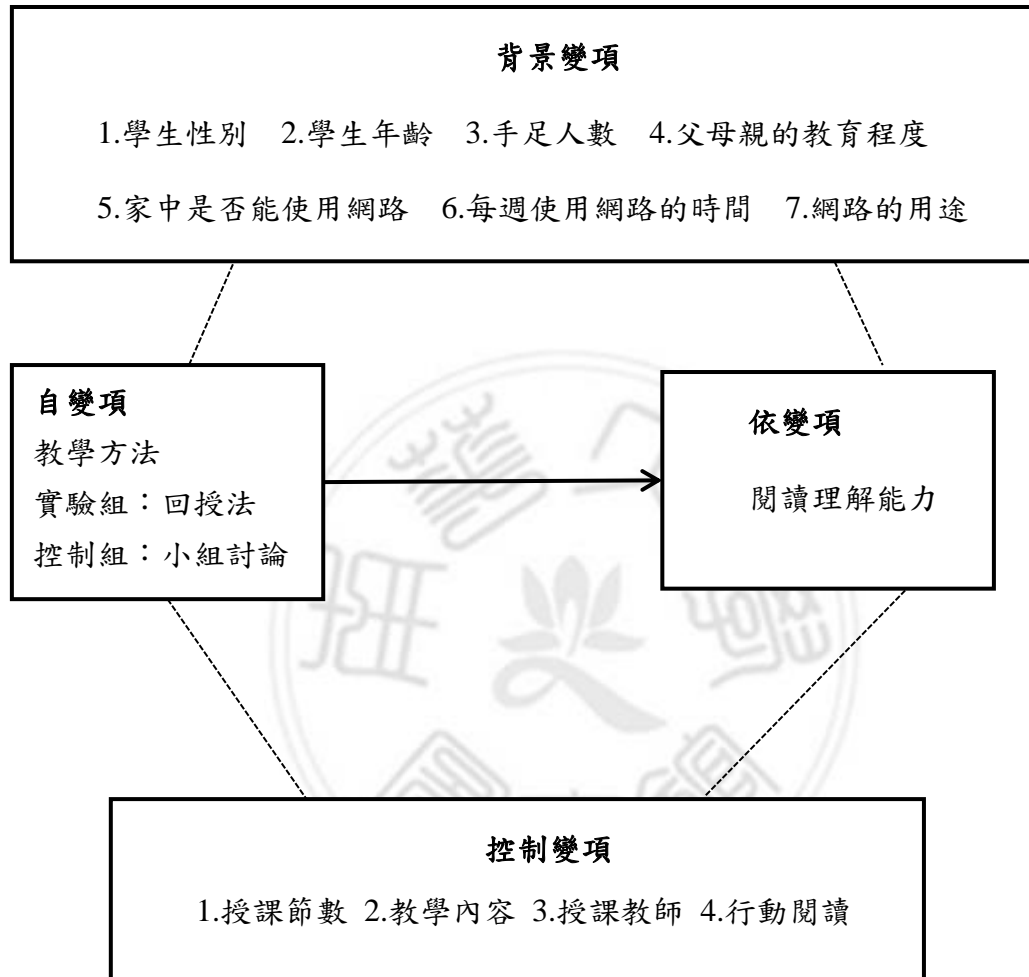 背景變項
1.學生性別 2.學生年齡 3.手足人數 4.父母親的教育程度
5.家中是否能使用網路 6.每週使用網路的時間 7.網路的用途
自變項
教學方法
實驗組：回授法
控制組：小組討論
依變項
閱讀理解能力
控制變項
1.授課節數 2.教學內容 3.授課教師 4.行動閱讀